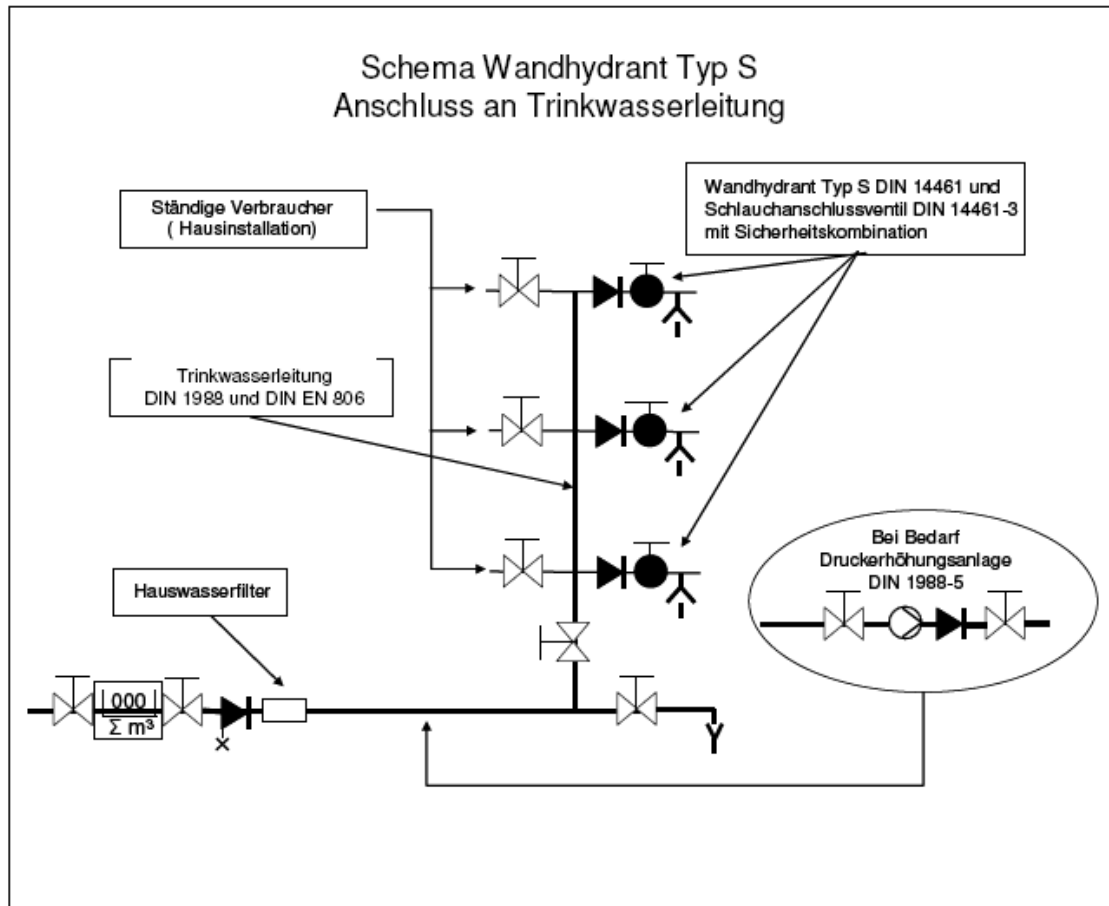 Schema Wandhydrant Typ S
Anschluss an Trinkwasserleitung
Ständige Verbraucher
( Hausinstallation)
Wandhydrant Typ S DIN 14461 und
Schlauchanschlussventil DIN 14461-3
mit Sicherheitskombination
Trinkwasserleitung
DIN 1988 und DIN EN 806
Bei Bedarf
Druckerhöhungsanlage
DIN 1988-5
Hauswasserfilter
000
Σ m³